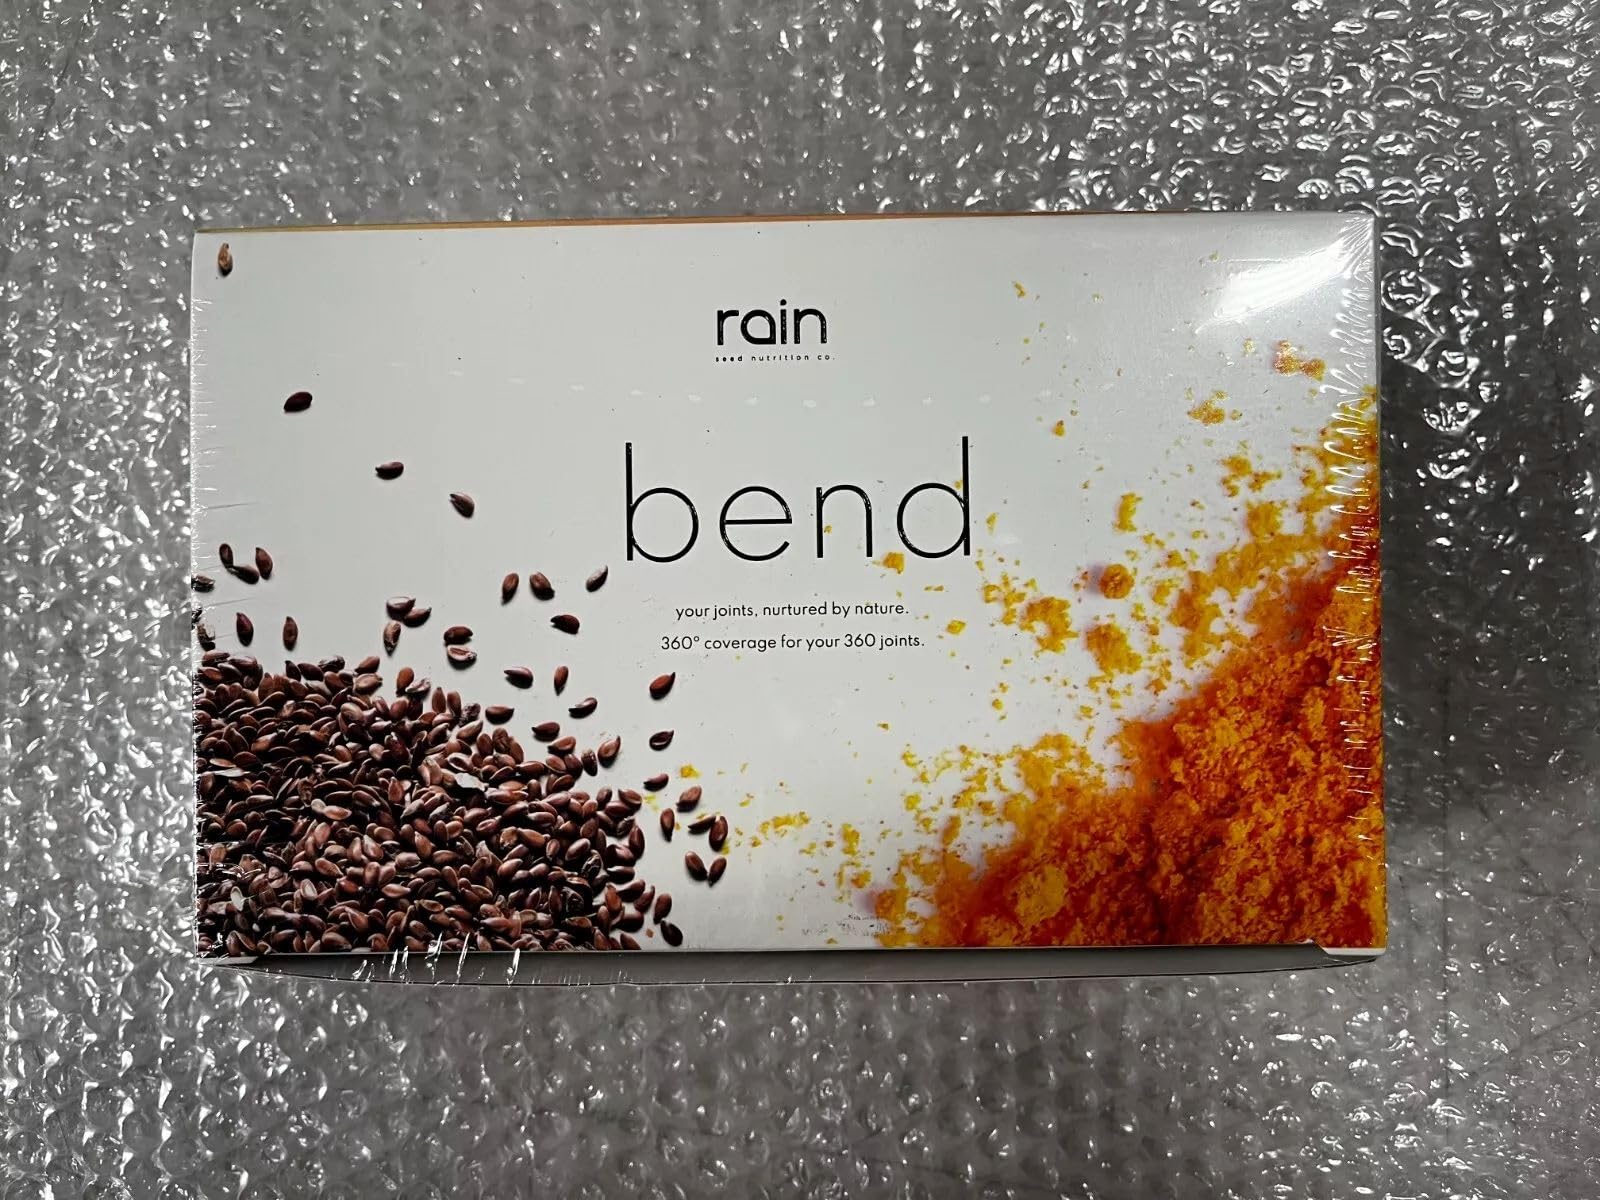 rain
seed nutrition co.
bend
your joints, nurtured by nature.
360° coverage for your 360 joints.